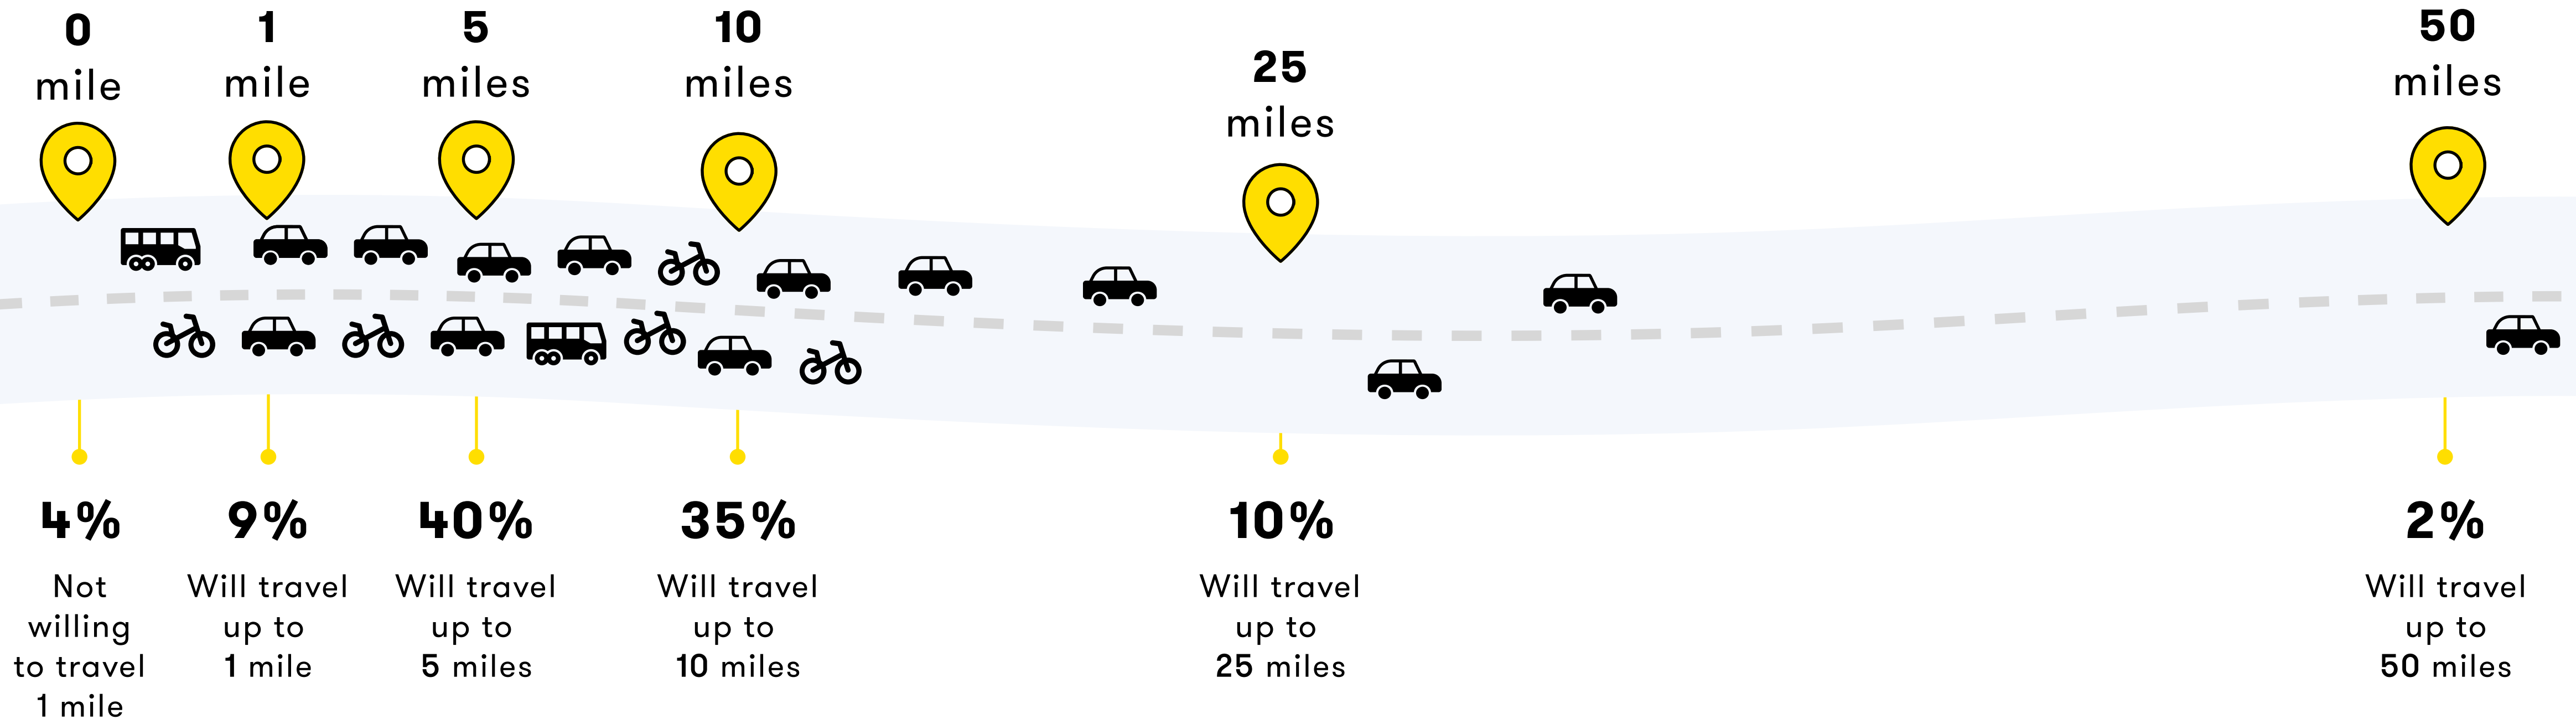 0
mile
1
mile
5
miles
10
miles
25
miles
50
miles
4%
Not
willing
to travel
1 mile
9%
Will travel
up to
1 mile
40%
Will travel
up to
5 miles
35%
Will travel
up to
10 miles
10%
Will travel
up to
25 miles
2%
Will travel
up to
50 miles